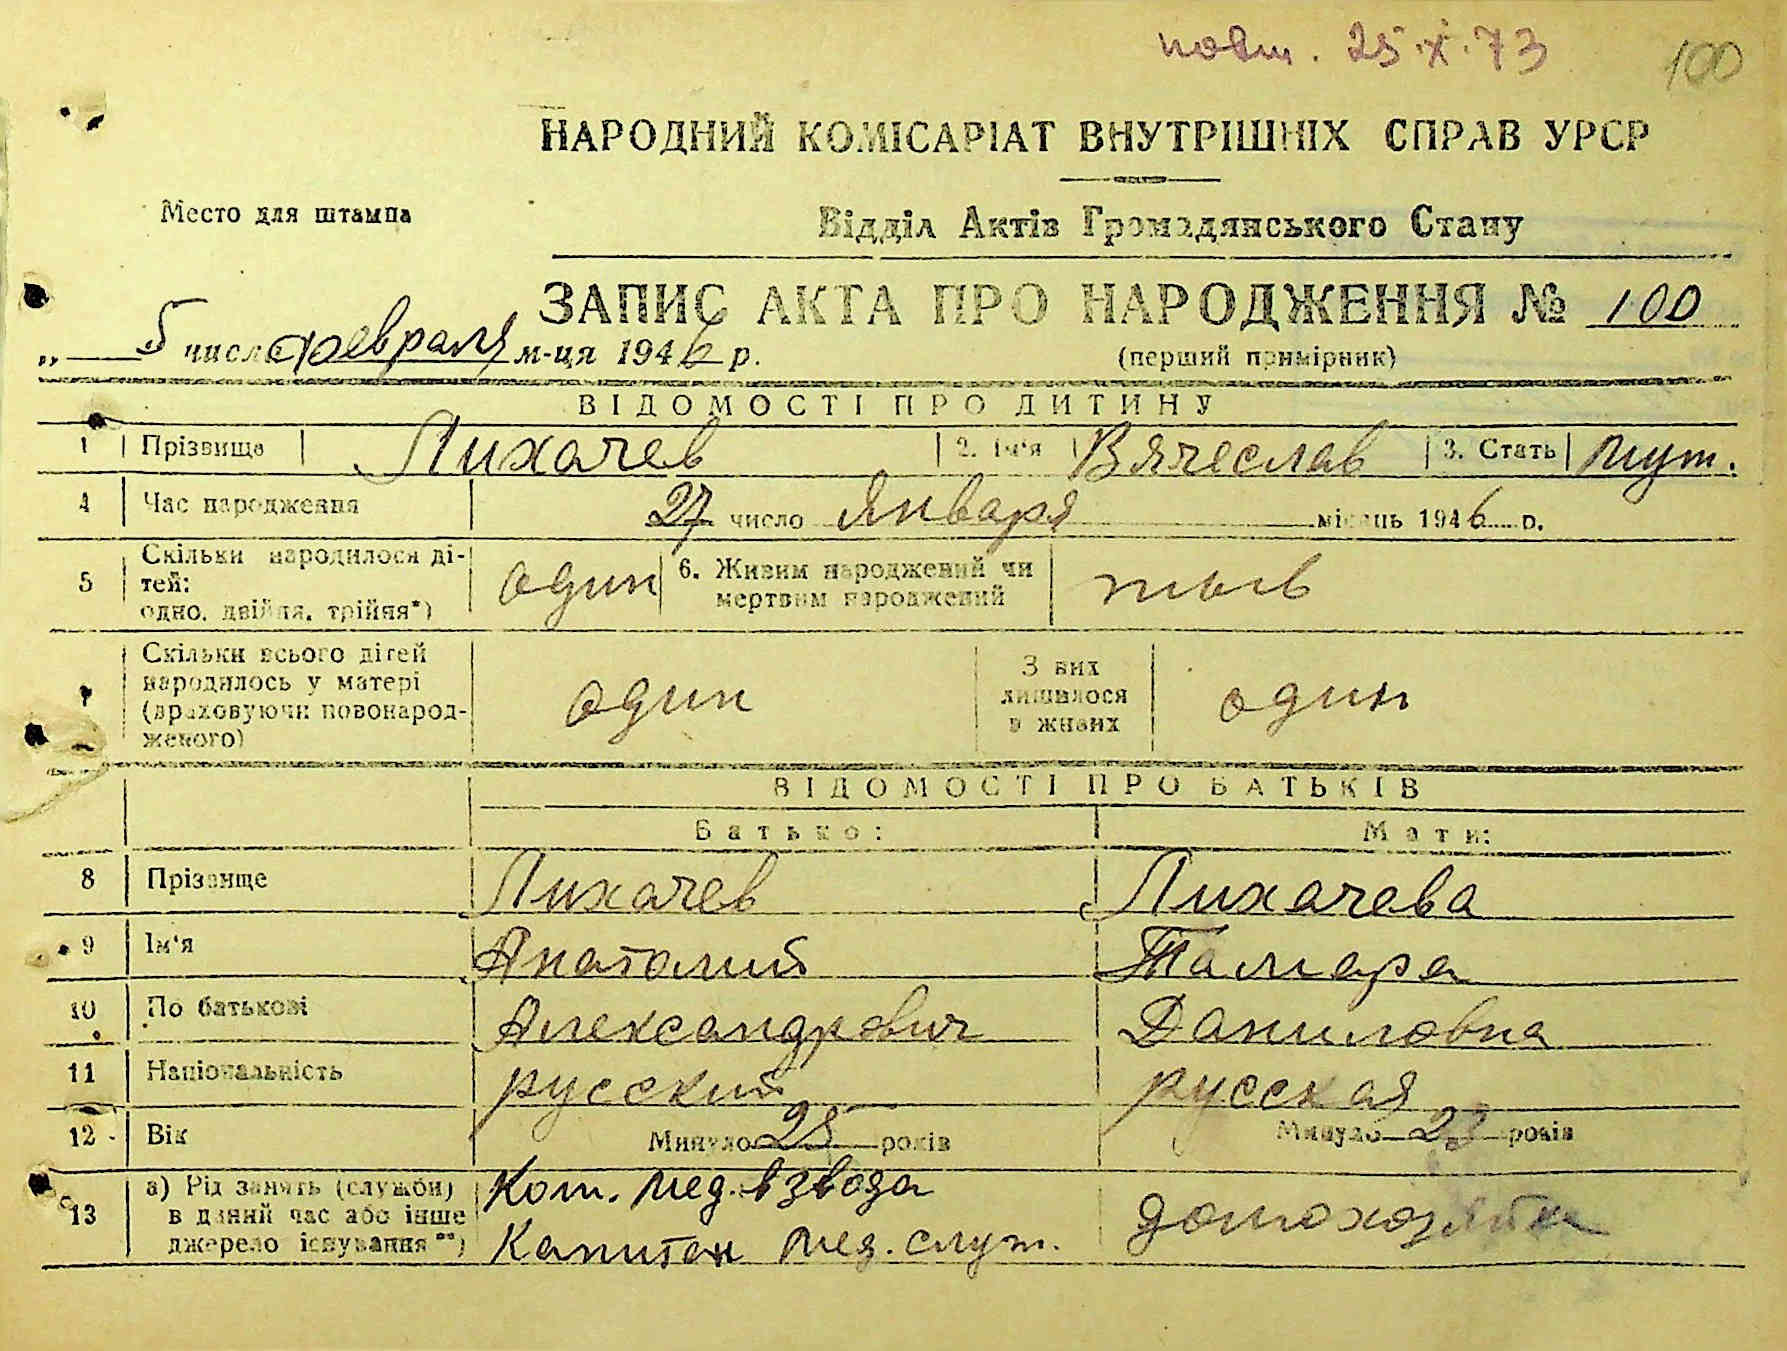 повт. 25.X.73 100
НАРОДНИЙ КОМІСАРІАТ ВНУТРІШНІХ СПРАВ УРСР
Место для штампа
Відділ Актів Громадянського Стану
ЗАПИС АКТА ПРО НАРОДЖЕННЯ № 100
„ 5 числа февраля м-ця 1946 р.
(перший примірник)
ВІДОМОСТІ ПРО ДИТИНУ
1 Прізвище Лихачев 2. Ім'я Вячеслав 3. Стать муж.
4 Час народження 27 число января місяць 1946 р.
5 Скільки народилося ді-
тей:
одно, двійня, трійня*) один 6. Живим народжений чи
мертвим народжений
Скільки всього дітей
народилось у матері
(враховуючи новонарод-
женого) один
З них
лишилося
в живих один
ВІДОМОСТІ ПРО БАТЬКІВ
Батько: Мати:
8 Прізвище Лихачев Лихачева
9 Ім'я Анатолий Тамара
10 По батькові Александрович Даниловна
11 Національність русский русская
12 Вік Минуло 25 років Минуло 23 років
13 а) Рід занять (служби)
в даний час або інше
джерело існування**)
Ком. мед. взвода
Капитан мед. служ.
домохозяйка